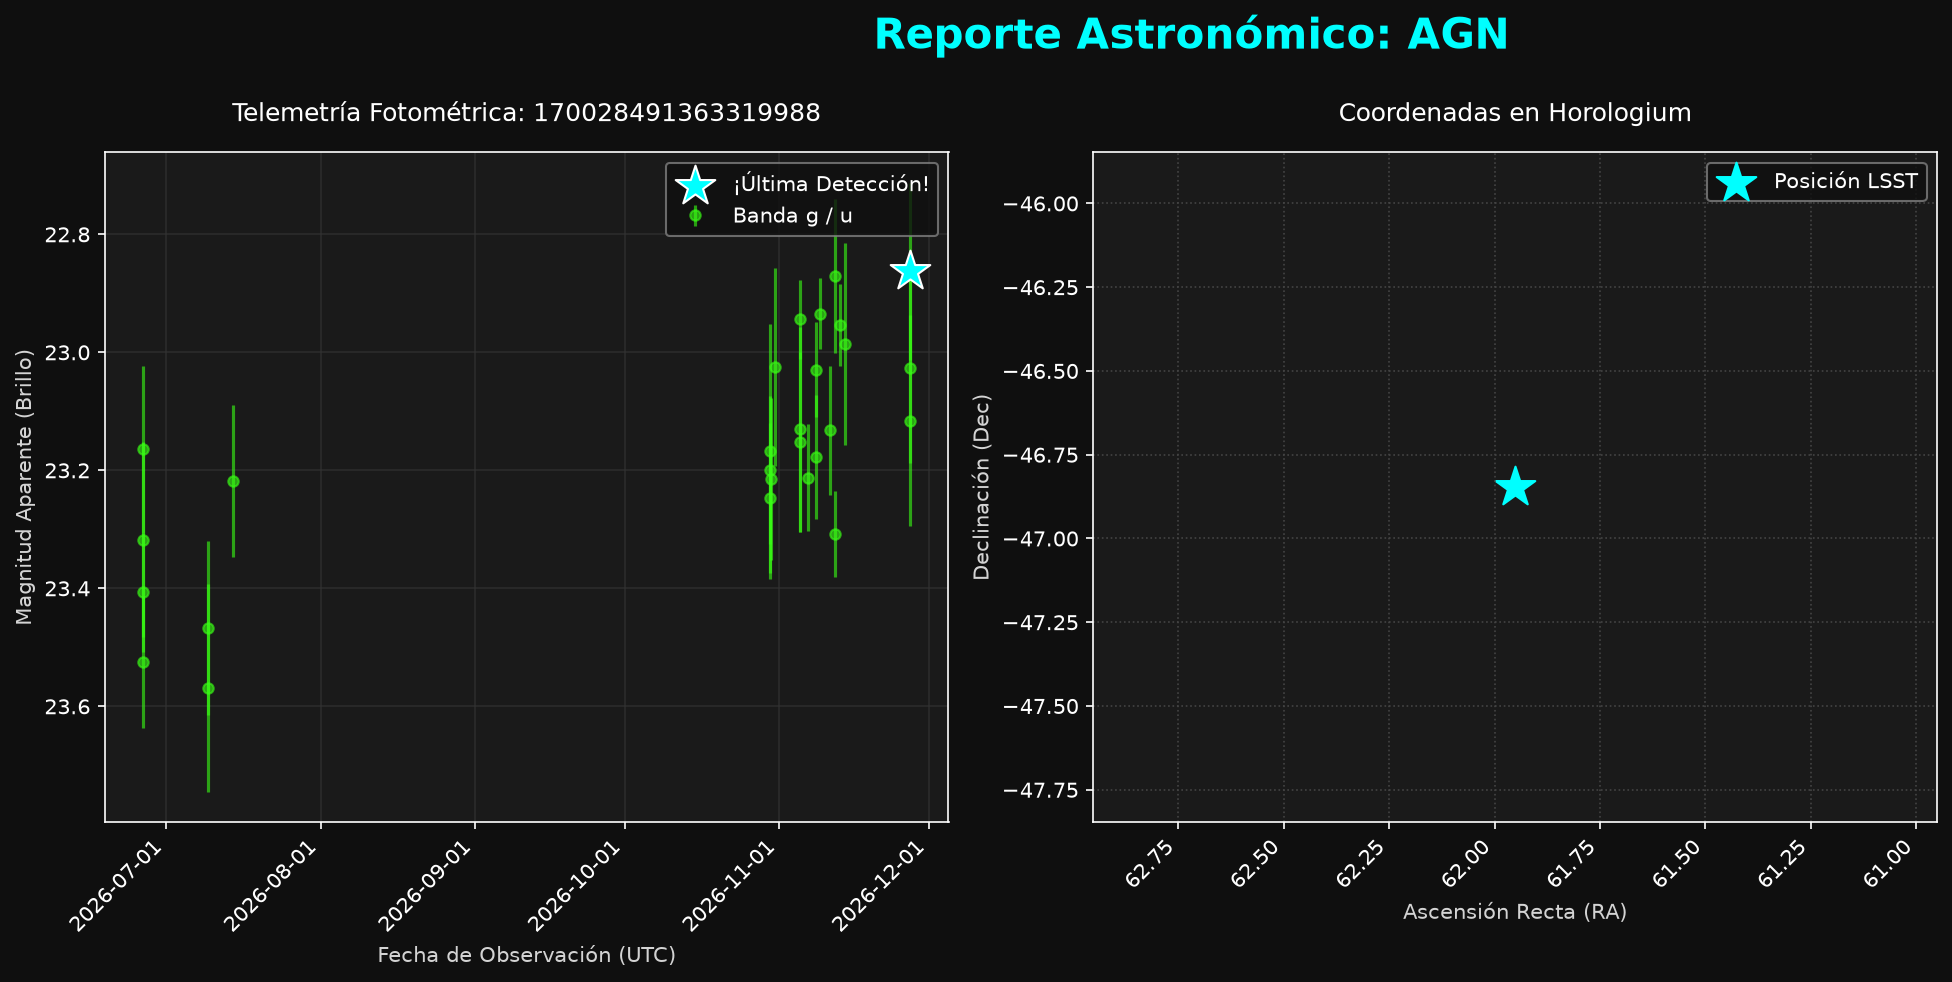 Reporte Astronómico: AGN
Telemetría Fotométrica: 170028491363319988
¡Última Detección!
Banda g / u
22.8
23.0
23.2
23.4
23.6
Magnitud Aparente (Brillo)
2026-07-01
2026-08-01
2026-09-01
2026-10-01
2026-11-01
2026-12-01
Fecha de Observación (UTC)
Coordenadas en Horologium
Posición LSST
−46.00
−46.25
−46.50
−46.75
−47.00
−47.25
−47.50
−47.75
Declinación (Dec)
62.75
62.50
62.25
62.00
61.75
61.50
61.25
61.00
Ascensión Recta (RA)